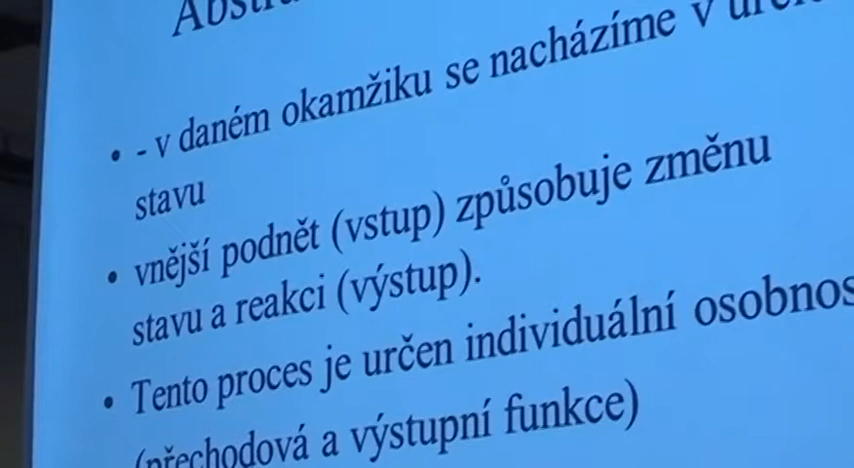 • - v daném okamžiku se nacházíme v
stavu
• vnější podnět (vstup) způsobuje změnu
stavu a reakci (výstup).
• Tento proces je určen individuální
(přechodová a výstupní funkce)